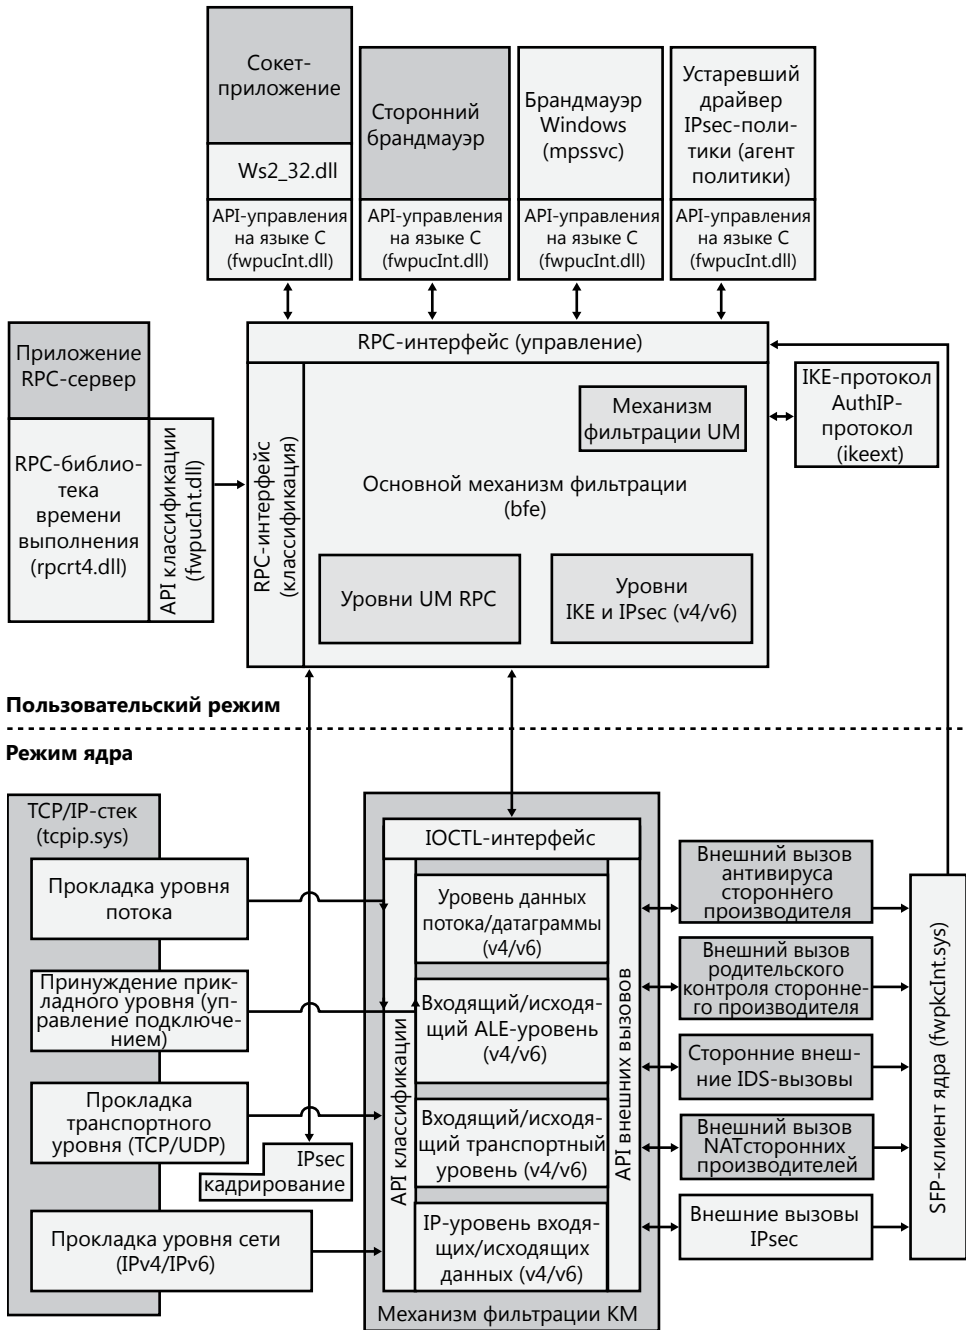 Сокет-
приложение
Ws2_32.dll
API-управления
на языке C
(fwpucInt.dll)
Сторонний
брандмауэр
API-управления
на языке C
(fwpucInt.dll)
Брандмауэр
Windows
(mpssvc)
API-управления
на языке C
(fwpucInt.dll)
Устаревший
драйвер
IPsec-поли-
тики (агент
политики)
API-управления
на языке C
(fwpucInt.dll)
Приложение
RPC-сервер
RPC-библио-
тека
времени
выполнения
(rpcrt4.dll)
API классификации
(fwpucInt.dll)
RPC-интерфейс (управление)
RPC-интерфейс
(классификация)
Механизм
фильтрации UM
Основной механизм фильтрации
(bfe)
Уровни UM RPC
Уровни
IKE и IPsec (v4/v6)
IKE-протокол
AuthIP-
протокол
(ikeext)
Пользовательский режим
Режим ядра
TCP/IP-стек
(tcpip.sys)
Прокладка уровня
потока
Принуждение прик-
ладного уровня (уп-
равление подключе-
нием)
Прокладка
транспортного
уровня (TCP/UDP)
IPsec
кадрирование
Прокладка уровня сети
(IPv4/IPv6)
IOCTL-интерфейс
API классификации
Уровень данных
потока/датаграммы
(v4/v6)
Входящий/исходя-
щий ALE-уровень
(v4/v6)
Входящий/исходя-
щий транспортный
уровень (v4/v6)
IP-уровень входя-
щих/исходящих
данных (v4/v6)
API внешних вызовов
Механизм фильтрации KM
Внешний вызов
антивируса
стороннего
производителя
Внешний вызов
родительского
контроля сторонне-
го производителя
Сторонние внеш-
ние IDS-вызовы
Внешний вызов
NATсторонних
производителей
Внешние вызовы
IPsec
SFP-клиент ядра (fwpkcInt.sys)